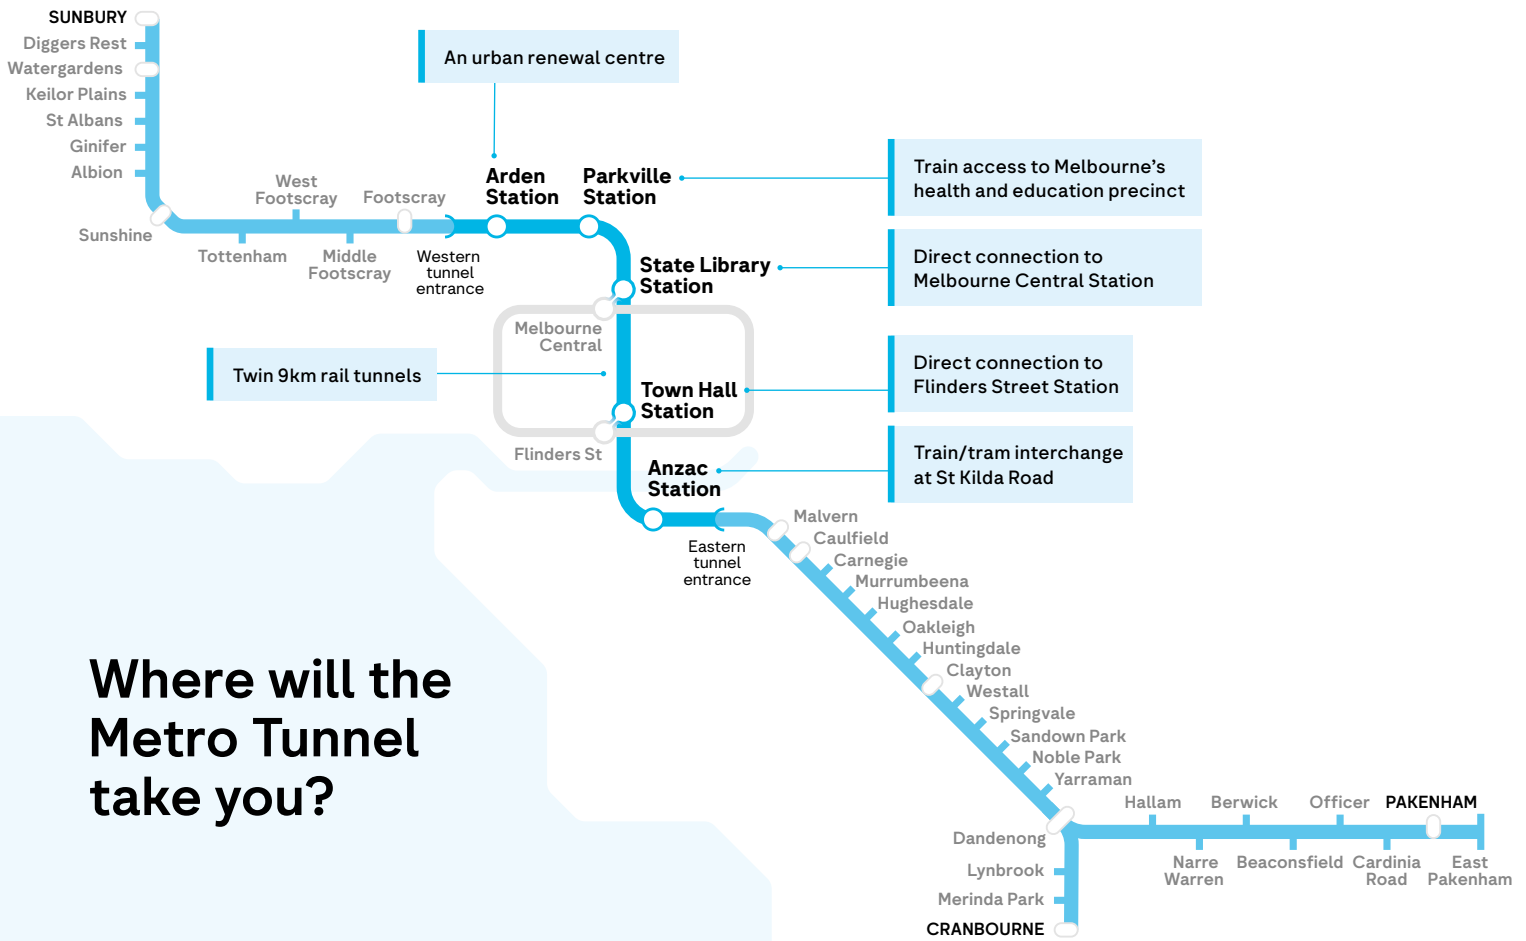 SUNBURY
Diggers Rest
Watergardens
Keilor Plains
St Albans
Ginifer
Albion
Sunshine
Tottenham
West
Footscray
Middle
Footscray
Footscray
Western
tunnel
entrance
An urban renewal centre
Arden
Station
Parkville
Station
Train access to Melbourne's
health and education precinct
State Library
Station
Direct connection to
Melbourne Central Station
Melbourne
Central
Twin 9km rail tunnels
Town Hall
Station
Direct connection to
Flinders Street Station
Flinders St
Anzac
Station
Train/tram interchange
at St Kilda Road
Eastern
tunnel
entrance
Malvern
Caulfield
Carnegie
Murrumbeena
Hughesdale
Oakleigh
Huntingdale
Clayton
Westall
Springvale
Sandown Park
Noble Park
Yarraman
Dandenong
Lynbrook
Merinda Park
CRANBOURNE
Hallam
Narre
Warren
Berwick
Beaconsfield
Officer
Cardinia
Road
PAKENHAM
East
Pakenham
Where will the
Metro Tunnel
take you?